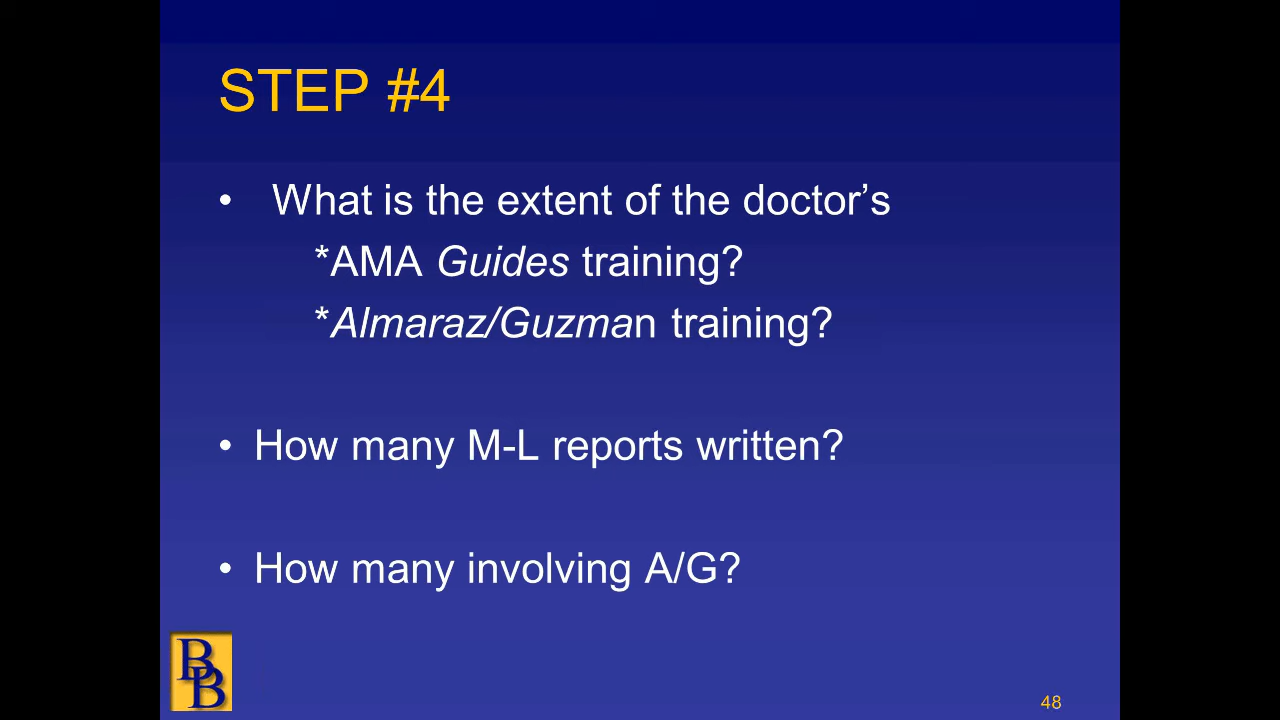 STEP #4
• What is the extent of the doctor’s
*AMA Guides training?
*Almaraz/Guzman training?
• How many M-L reports written?
• How many involving A/G?
BB
48